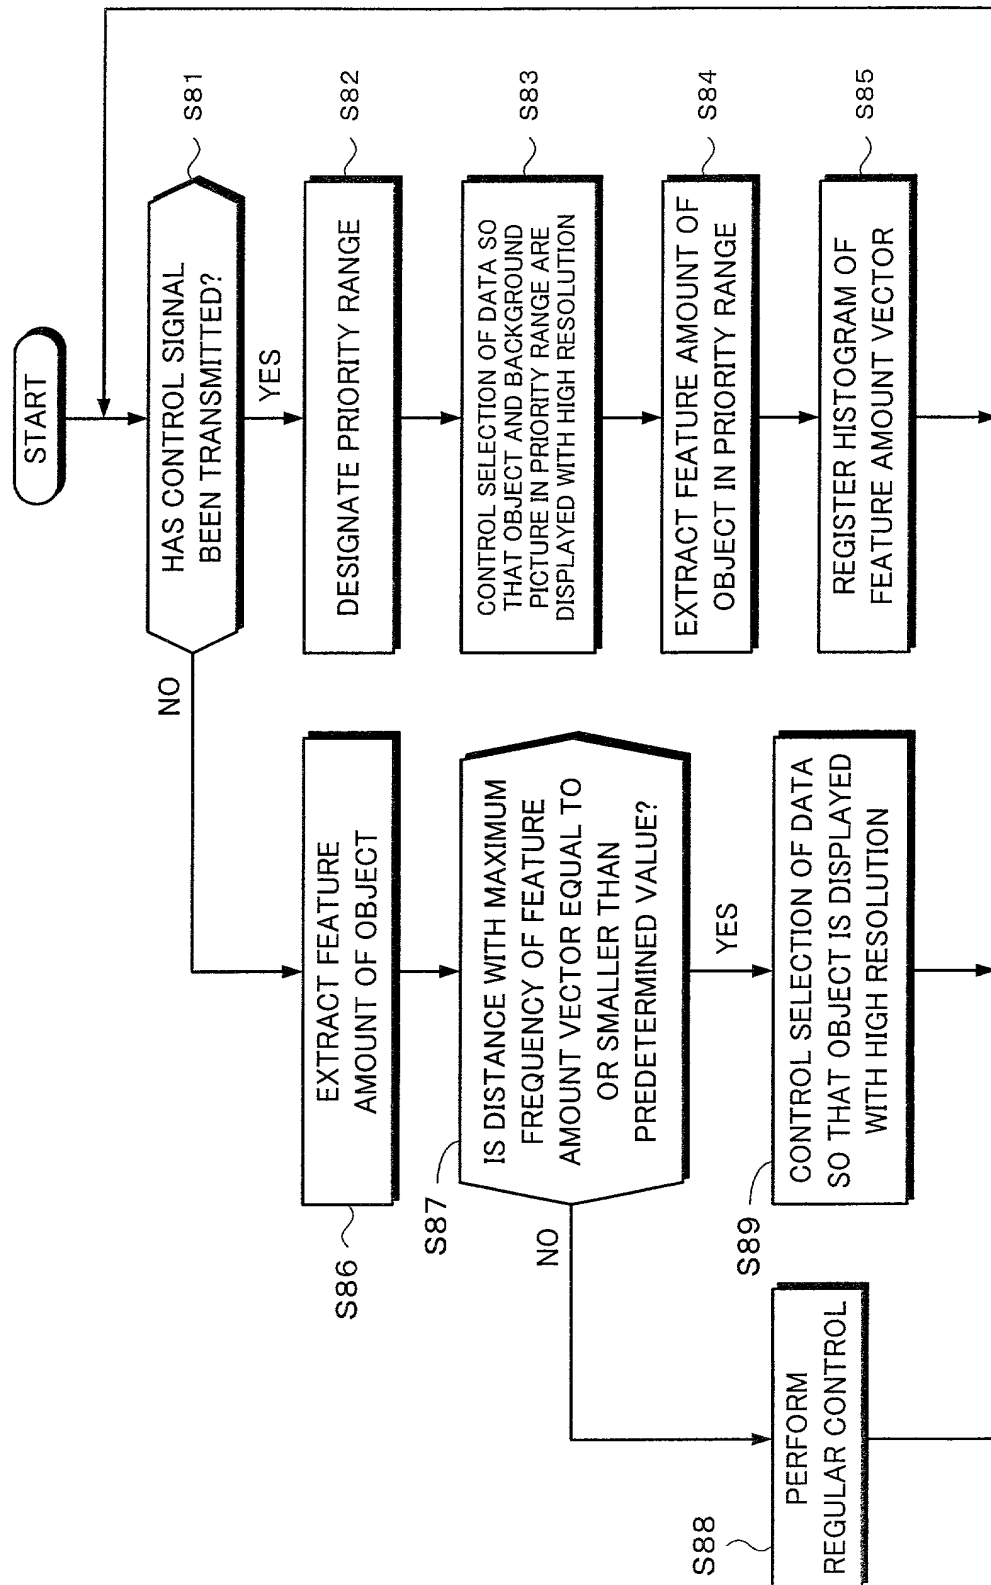 START
HAS CONTROL SIGNAL
BEEN TRANSMITTED?
S81
YES
NO
DESIGNATE PRIORITY RANGE
S82
CONTROL SELECTION OF DATA SO
THAT OBJECT AND BACKGROUND
PICTURE IN PRIORITY RANGE ARE
DISPLAYED WITH HIGH RESOLUTION
S83
EXTRACT FEATURE AMOUNT OF
OBJECT IN PRIORITY RANGE
S84
REGISTER HISTOGRAM OF
FEATURE AMOUNT VECTOR
S85
EXTRACT FEATURE
AMOUNT OF OBJECT
S86
IS DISTANCE WITH MAXIMUM
FREQUENCY OF FEATURE
AMOUNT VECTOR EQUAL TO
OR SMALLER THAN
PREDETERMINED VALUE?
S87
NO
YES
PERFORM
REGULAR CONTROL
S88
CONTROL SELECTION OF DATA
SO THAT OBJECT IS DISPLAYED
WITH HIGH RESOLUTION
S89